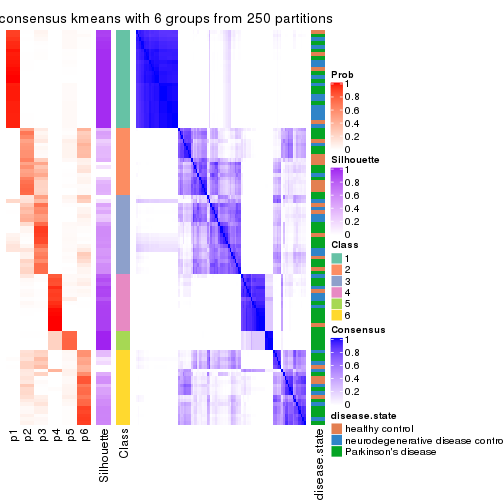 consensus kmeans with 6 groups from 250 partitions
Prob
1
0.8
0.6
0.4
0.2
0
Silhouette
1
0.8
0.6
0.4
0.2
0
Class
1
2
3
4
5
6
Consensus
1
0.8
0.6
0.4
0.2
0
disease.state
healthy control
neurodegenerative disease contro
Parkinson's disease
p1
p2
p3
p4
p5
p6
Silhouette
Class
disease.state